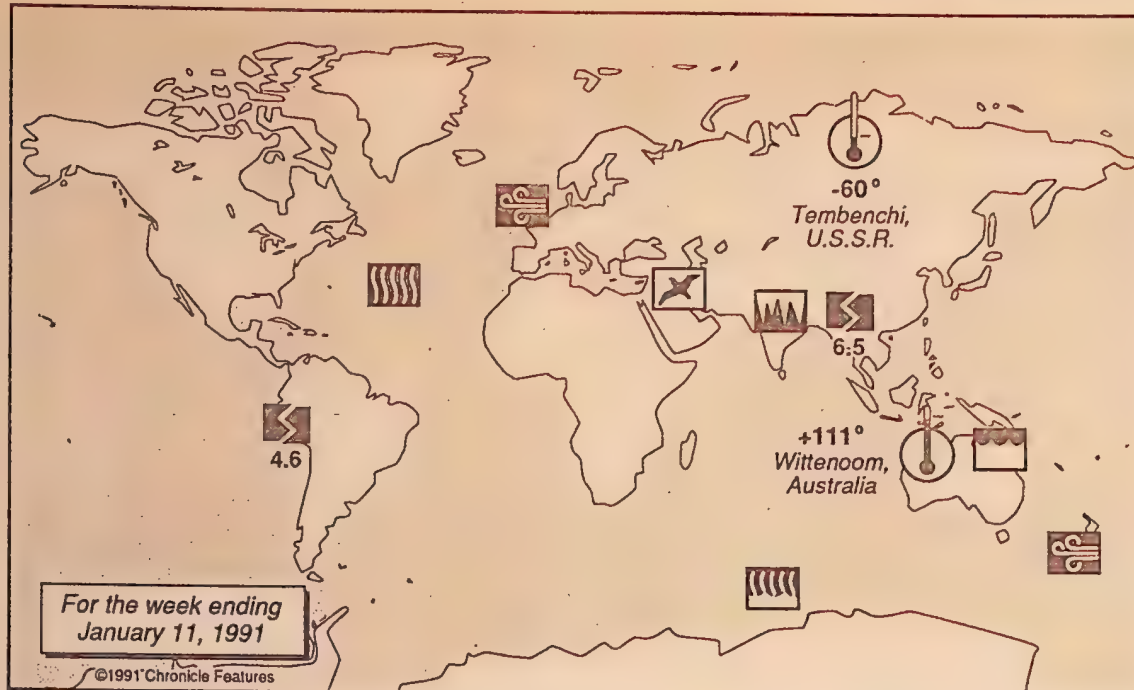 -60°
Tembenchi,
U.S.S.R.
6.5
4.6
+111°
Wittenoom,
Australia
For the week ending
January 11, 1991
©1991 Chronicle Features